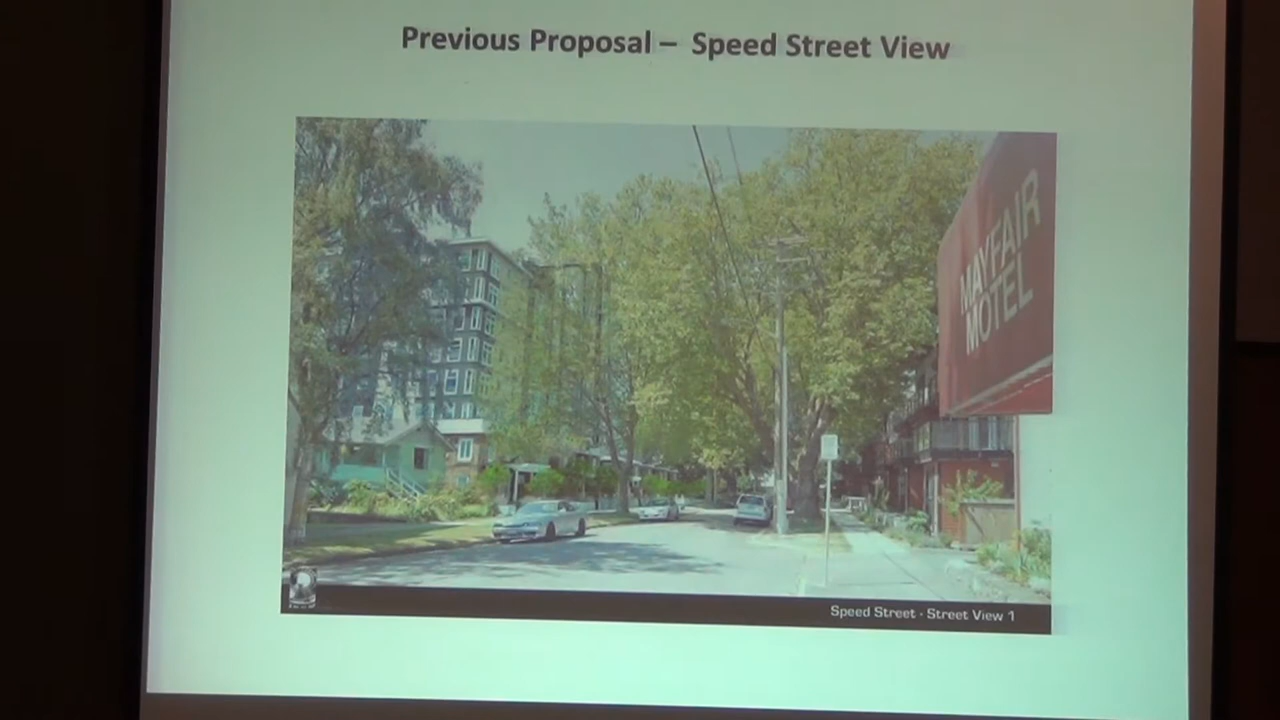 Previous Proposal – Speed Street View
MAYFAIR
MOTEL
Speed Street - Street View 1